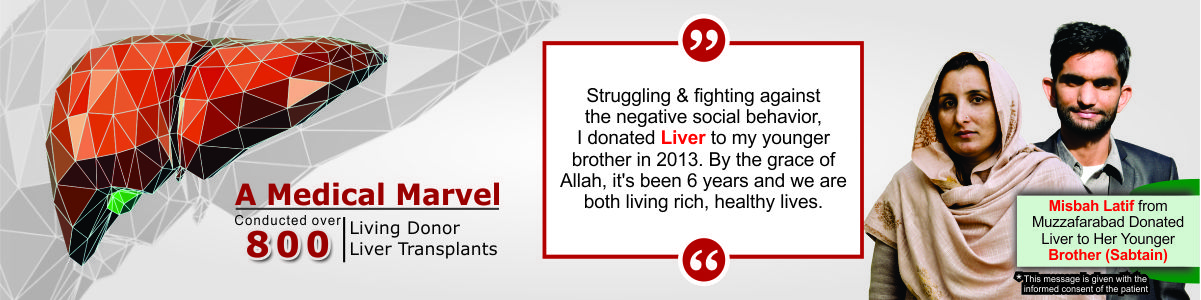 A Medical Marvel
Conducted over
800
Living Donor
Liver Transplants
”
Struggling & fighting against
the negative social behavior,
I donated Liver to my younger
brother in 2013. By the grace of
Allah, it's been 6 years and we are
both living rich, healthy lives.
“
Misbah Latif from
Muzzafarabad Donated
Liver to Her Younger
Brother (Sabtain)
*This message is given with the
informed consent of the patient